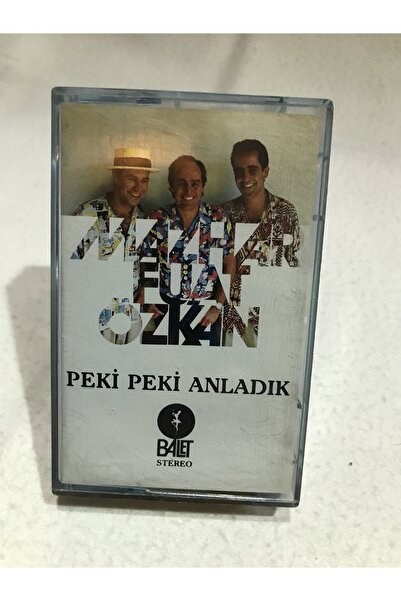 MAZHAR
FUAT
ÖZKAN
PEKİ PEKİ ANLADIK
BALET
STEREO